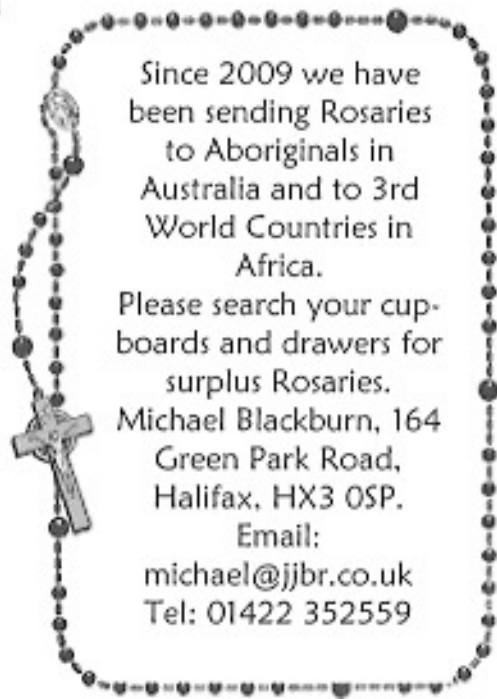 Since 2009 we have
been sending Rosaries
to Aboriginals in
Australia and to 3rd
World Countries in
Africa.
Please search your cup-
boards and drawers for
surplus Rosaries.
Michael Blackburn, 164
Green Park Road,
Halifax, HX3 0SP.
Email:
michael@jjbr.co.uk
Tel: 01422 352559